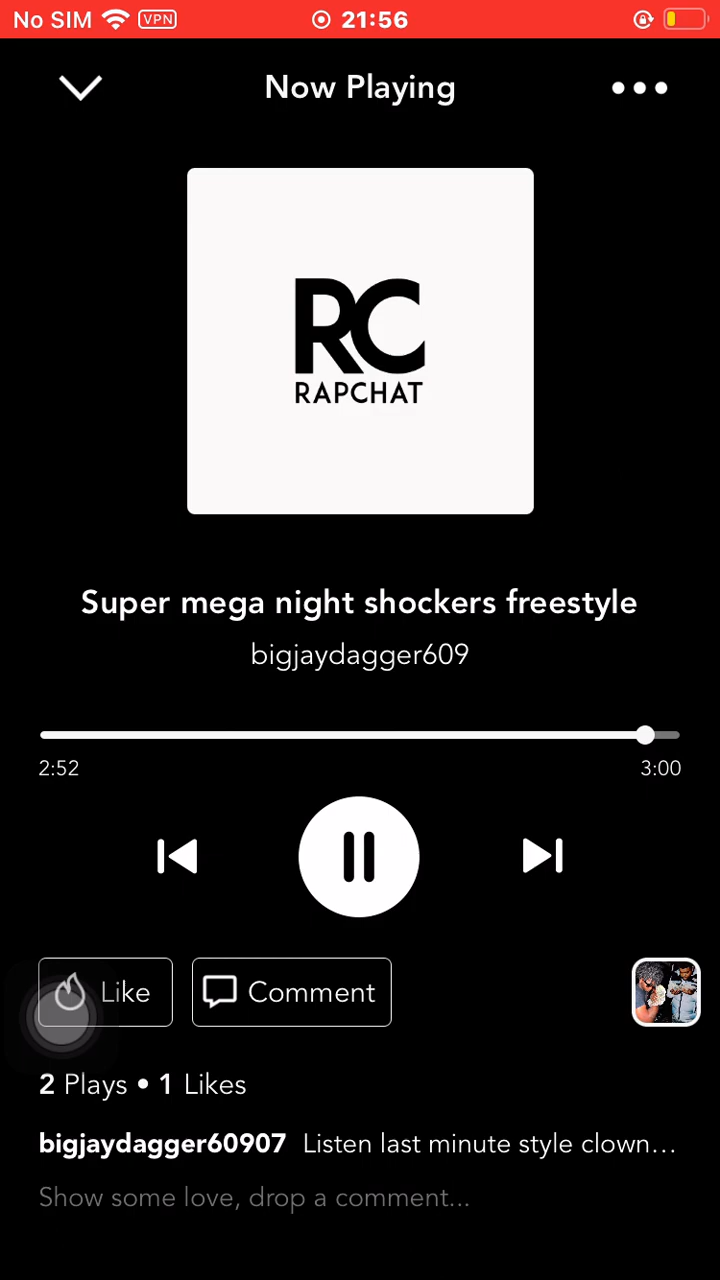 No SIM VPN 21:56
Now Playing
RC
RAPCHAT
Super mega night shockers freestyle
bigjaydagger609
2:52 3:00
Like Comment
2 Plays • 1 Likes
bigjaydagger60907 Listen last minute style clown...
Show some love, drop a comment...